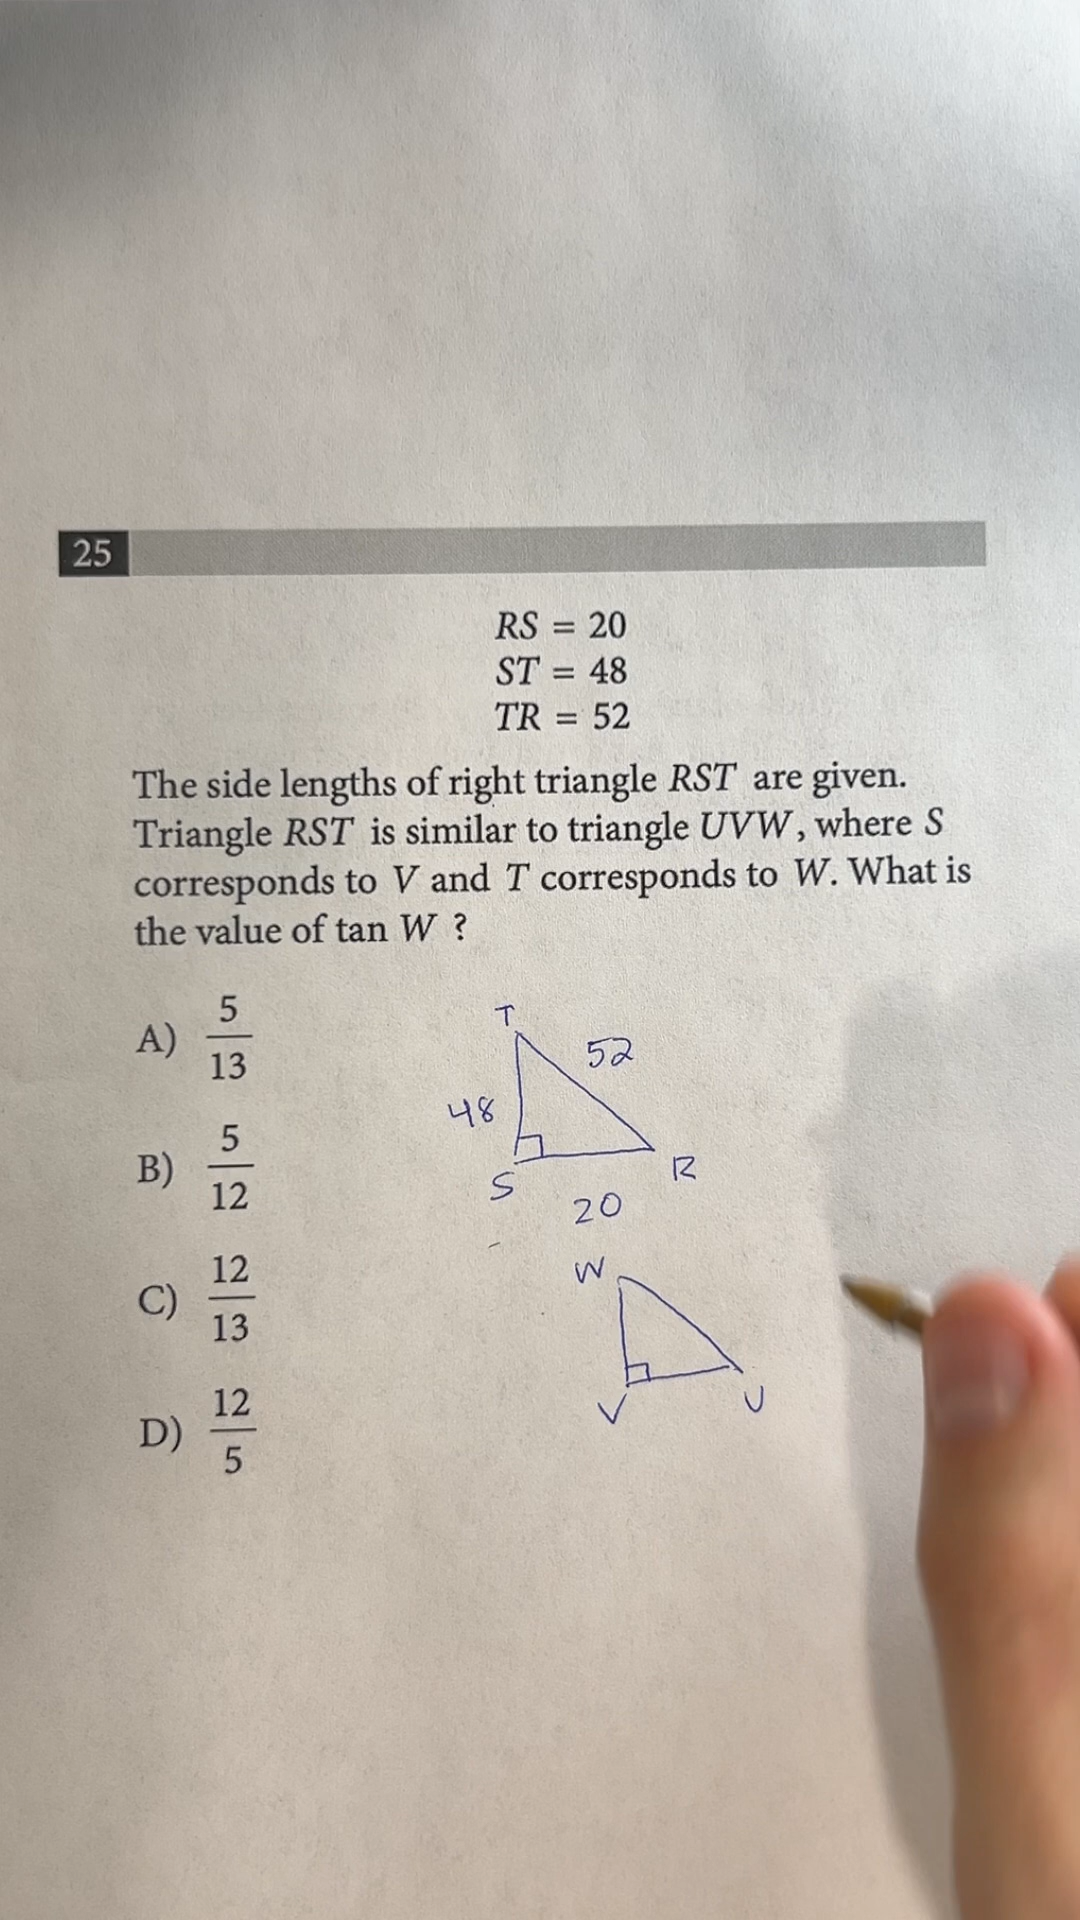 25
RS = 20
ST = 48
TR = 52
The side lengths of right triangle RST are given.
Triangle RST is similar to triangle UVW, where S
corresponds to V and T corresponds to W. What is
the value of tan W ?
A) 5/13
B) 5/12
C) 12/13
D) 12/5
T
52
48
S
R
20
W
V
U